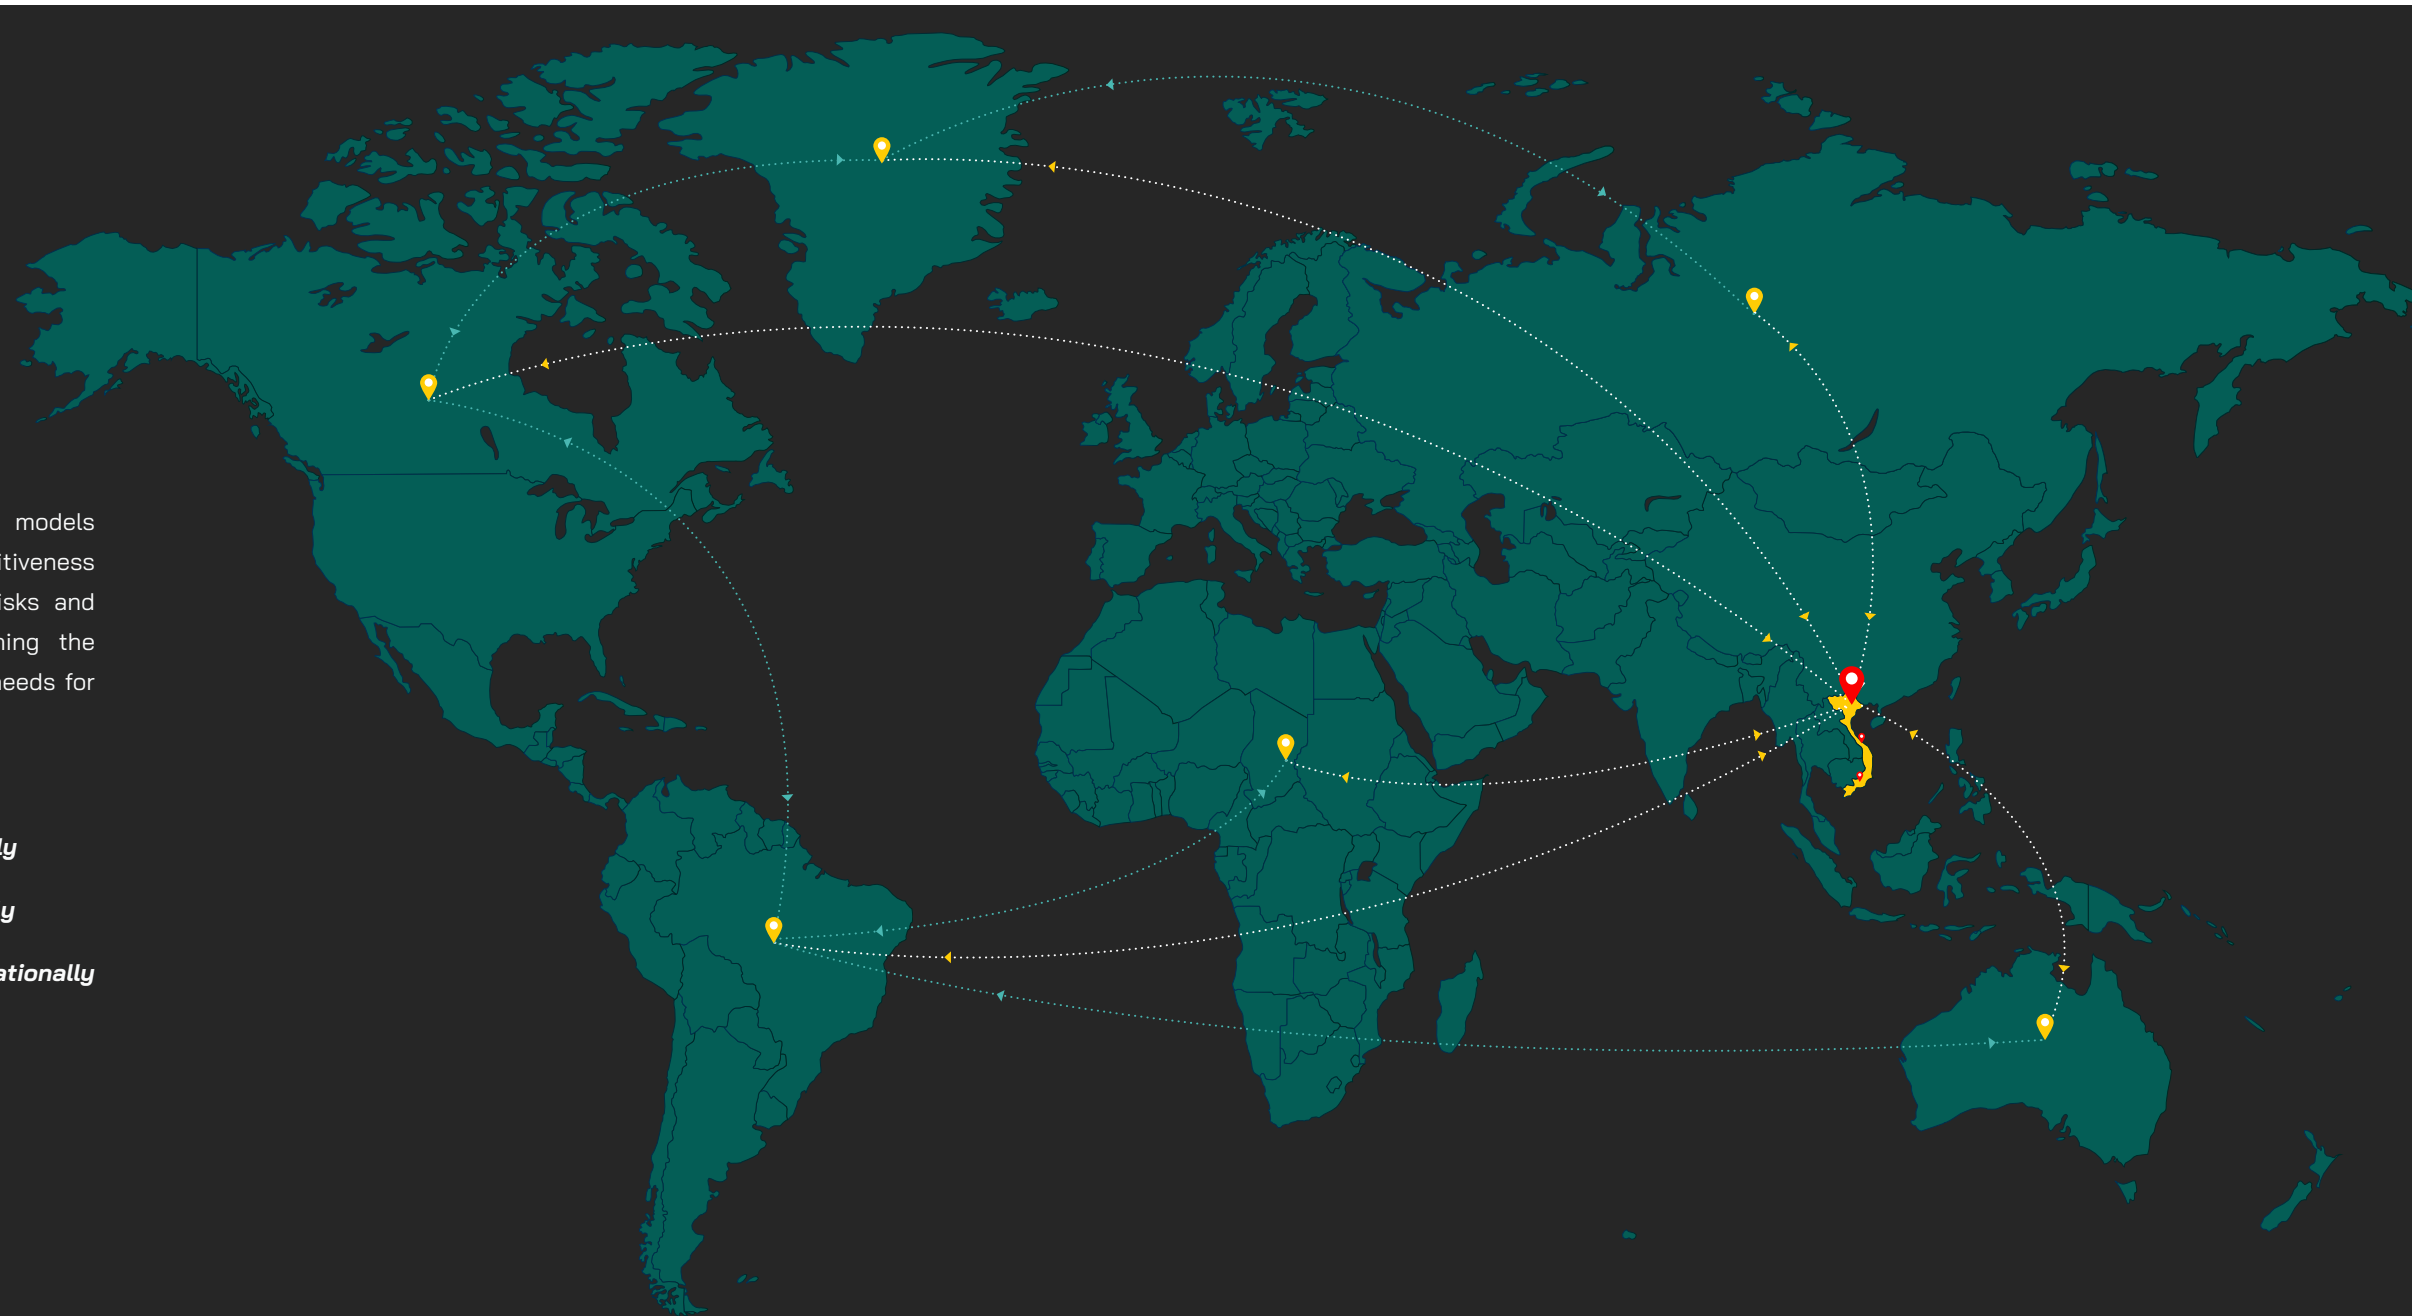 models
itiveness
isks and
ning the
needs for
ly
y
ationally